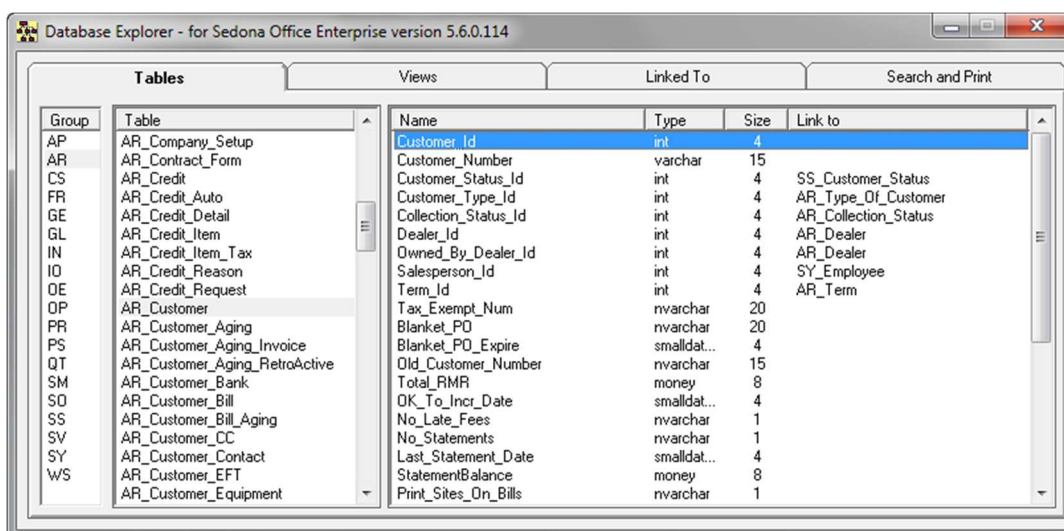 Database Explorer - for Sedona Office Enterprise version 5.6.0.114
Tables Views Linked To Search and Print
Group Table Name Type Size Link to
AP AR_Company_Setup Customer_Id int 4
AR AR_Contract_Form Customer_Number varchar 15
CS AR_Credit Customer_Status_Id int 4 SS_Customer_Status
FR AR_Credit_Auto Customer_Type_Id int 4 AR_Type_Of_Customer
GE AR_Credit_Detail Collection_Status_Id int 4 AR_Collection_Status
GL AR_Credit_Item Dealer_Id int 4 AR_Dealer
IN AR_Credit_Item_Tax Owned_By_Dealer_Id int 4 AR_Dealer
IO AR_Credit_Reason Salesperson_Id int 4 SY_Employee
OE AR_Credit_Request Term_Id int 4 AR_Term
OP AR_Customer Tax_Exempt_Num nvarchar 20
PR AR_Customer_Aging Blanket_PO nvarchar 20
PS AR_Customer_Aging_Invoice Blanket_PO_Expire smalldat... 4
QT AR_Customer_Aging_RetroActive Old_Customer_Number nvarchar 15
SM AR_Customer_Bank Total_RMR money 8
SO AR_Customer_Bill OK_To_Incr_Date smalldat... 4
SS AR_Customer_Bill_Aging No_Late_Fees nvarchar 1
SV AR_Customer_CC No_Statements nvarchar 1
SY AR_Customer_Contact Last_Statement_Date smalldat... 4
WS AR_Customer_EFT StatementBalance money 8
AR_Customer_Equipment Print_Sites_On_Bills nvarchar 1